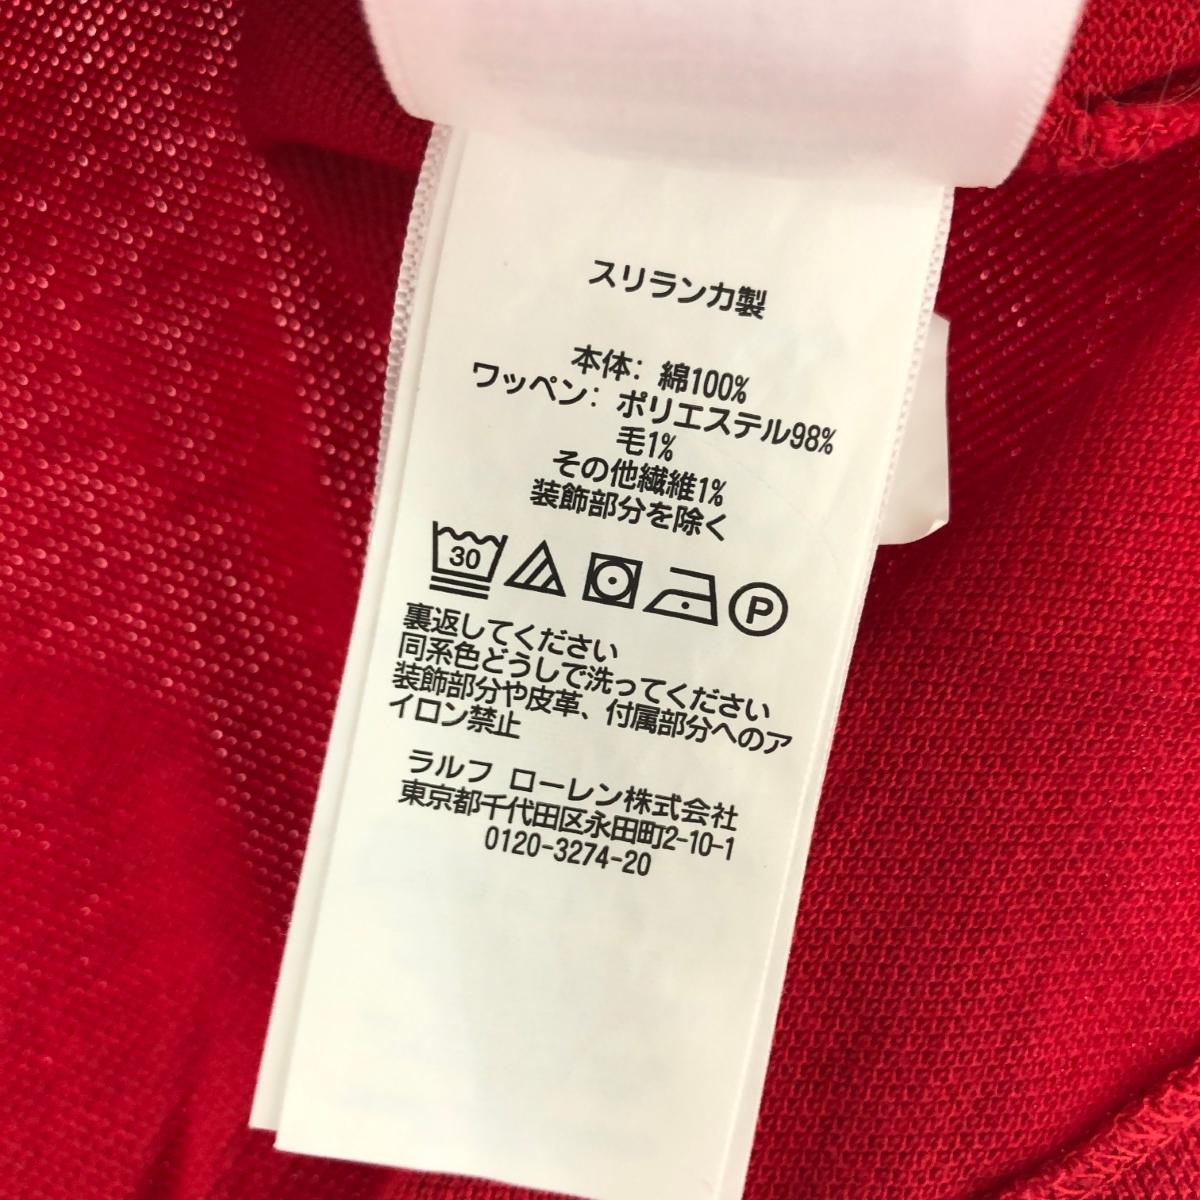 スリランカ製
本体: 綿100%
ワッペン: ポリエステル98%
毛1%
その他繊維1%
装飾部分を除く
30 P
裏返してください
同系色どうしで洗ってください
装飾部分や皮革、付属部分へのア
イロン禁止
ラルフ ローレン株式会社
東京都千代田区永田町2-10-1
0120-3274-20